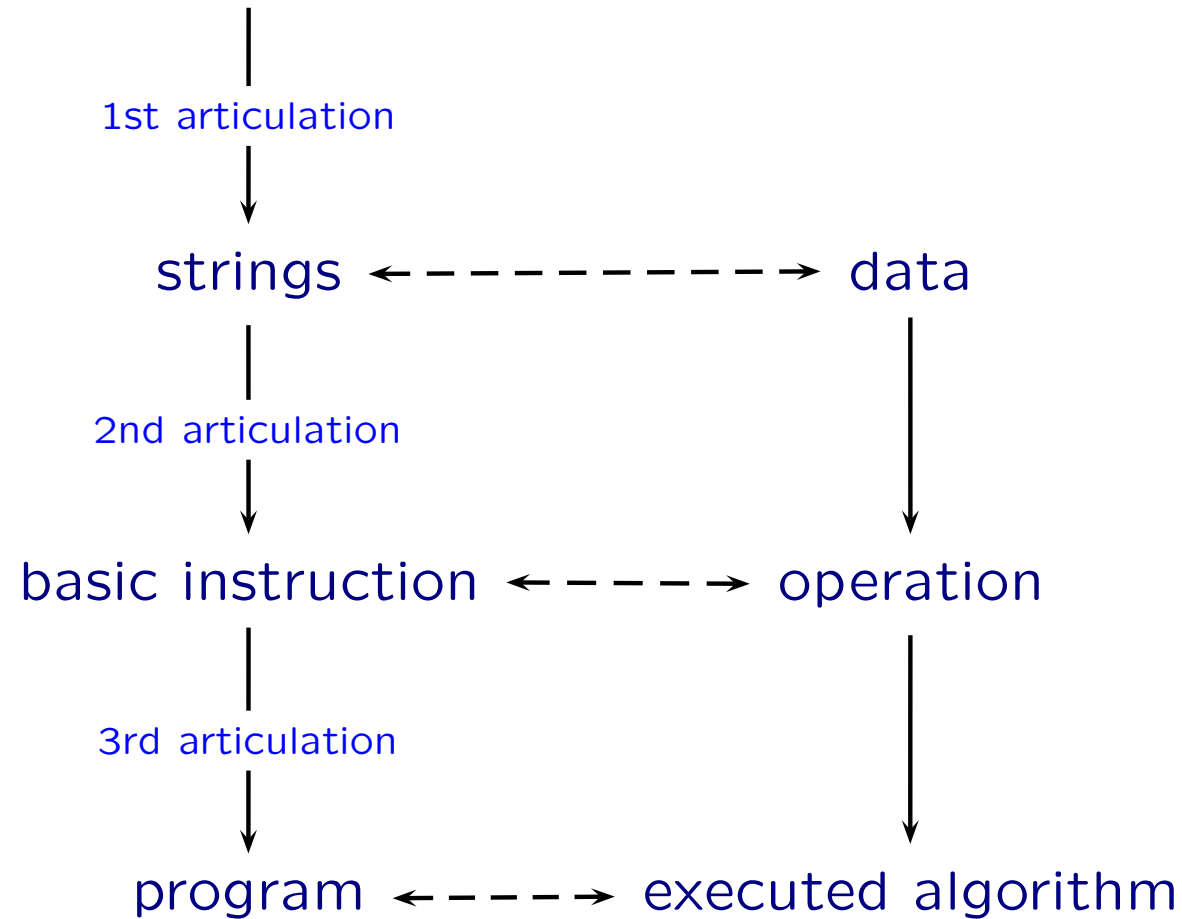 1st articulation
strings data
2nd articulation
basic instruction operation
3rd articulation
program executed algorithm